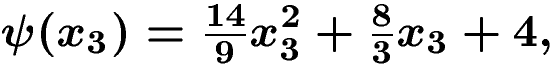 ψ(x₃) = 14/9 x₃² + 8/3 x₃ + 4,